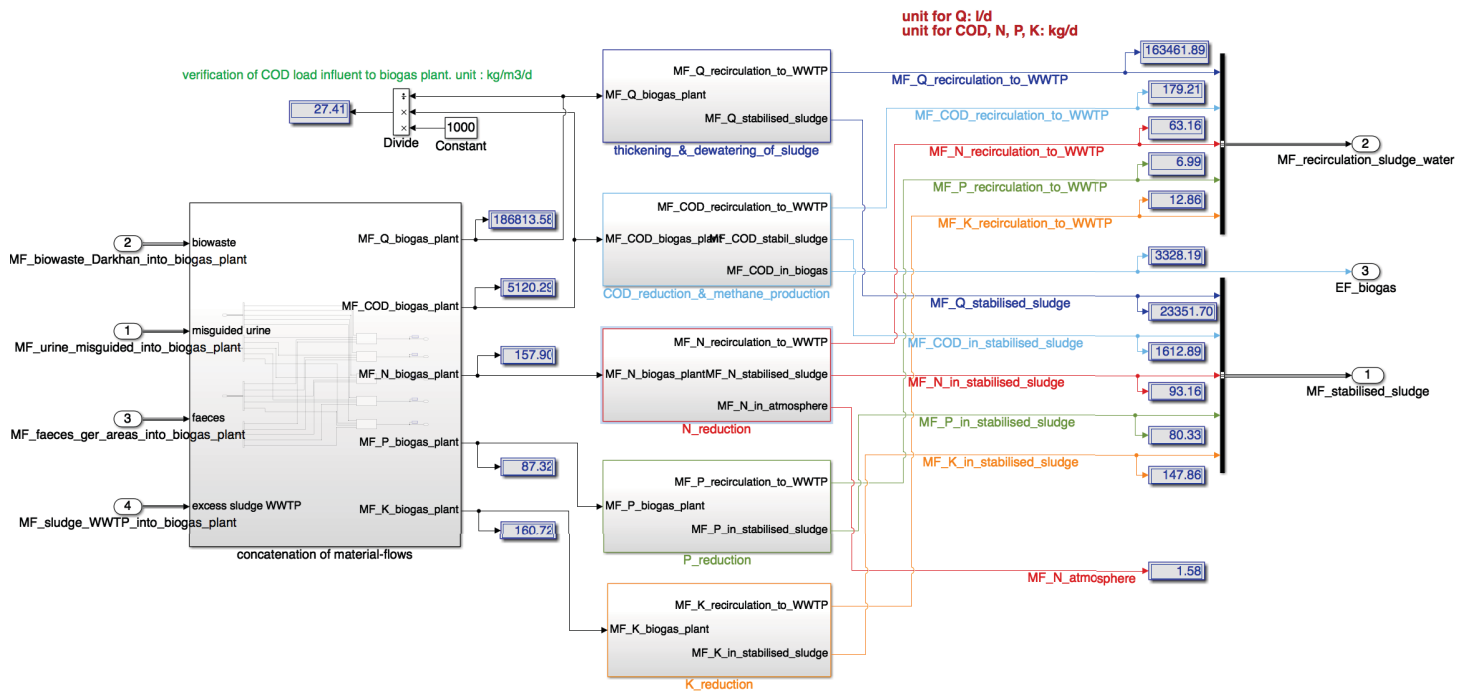 unit for Q: l/d
unit for COD, N, P, K: kg/d
verification of COD load influent to biogas plant. unit : kg/m3/d
27.41
÷
×
×
Divide
1000
Constant
MF_Q_biogas_plant
MF_Q_recirculation_to_WWTP
MF_Q_stabilised_sludge
thickening_&_dewatering_of_sludge
MF_COD_biogas_plant
MF_COD_recirculation_to_WWTP
MF_COD_stabil_sludge
MF_COD_in_biogas
COD_reduction_&_methane_production
MF_N_biogas_plant
MF_N_recirculation_to_WWTP
MF_N_stabilised_sludge
MF_N_in_atmosphere
N_reduction
MF_P_biogas_plant
MF_P_recirculation_to_WWTP
MF_P_in_stabilised_sludge
P_reduction
MF_K_biogas_plant
MF_K_recirculation_to_WWTP
MF_K_in_stabilised_sludge
K_reduction
2
MF_biowaste_Darkhan_into_biogas_plant
1
MF_urine_misguided_into_biogas_plant
3
MF_faeces_ger_areas_into_biogas_plant
4
MF_sludge_WWTP_into_biogas_plant
biowaste
misguided urine
faeces
excess sludge WWTP
MF_Q_biogas_plant
MF_COD_biogas_plant
MF_N_biogas_plant
MF_P_biogas_plant
MF_K_biogas_plant
concatenation of material-flows
186813.58
5120.29
157.90
87.32
160.72
163461.89
MF_Q_recirculation_to_WWTP
179.21
MF_COD_recirculation_to_WWTP
63.16
MF_N_recirculation_to_WWTP
6.99
MF_P_recirculation_to_WWTP
12.86
MF_K_recirculation_to_WWTP
2
MF_recirculation_sludge_water
3328.19
3
EF_biogas
MF_Q_stabilised_sludge
23351.70
MF_COD_in_stabilised_sludge
1612.89
MF_N_in_stabilised_sludge
93.16
MF_P_in_stabilised_sludge
80.33
MF_K_in_stabilised_sludge
147.86
1
MF_stabilised_sludge
MF_N_atmosphere
1.58